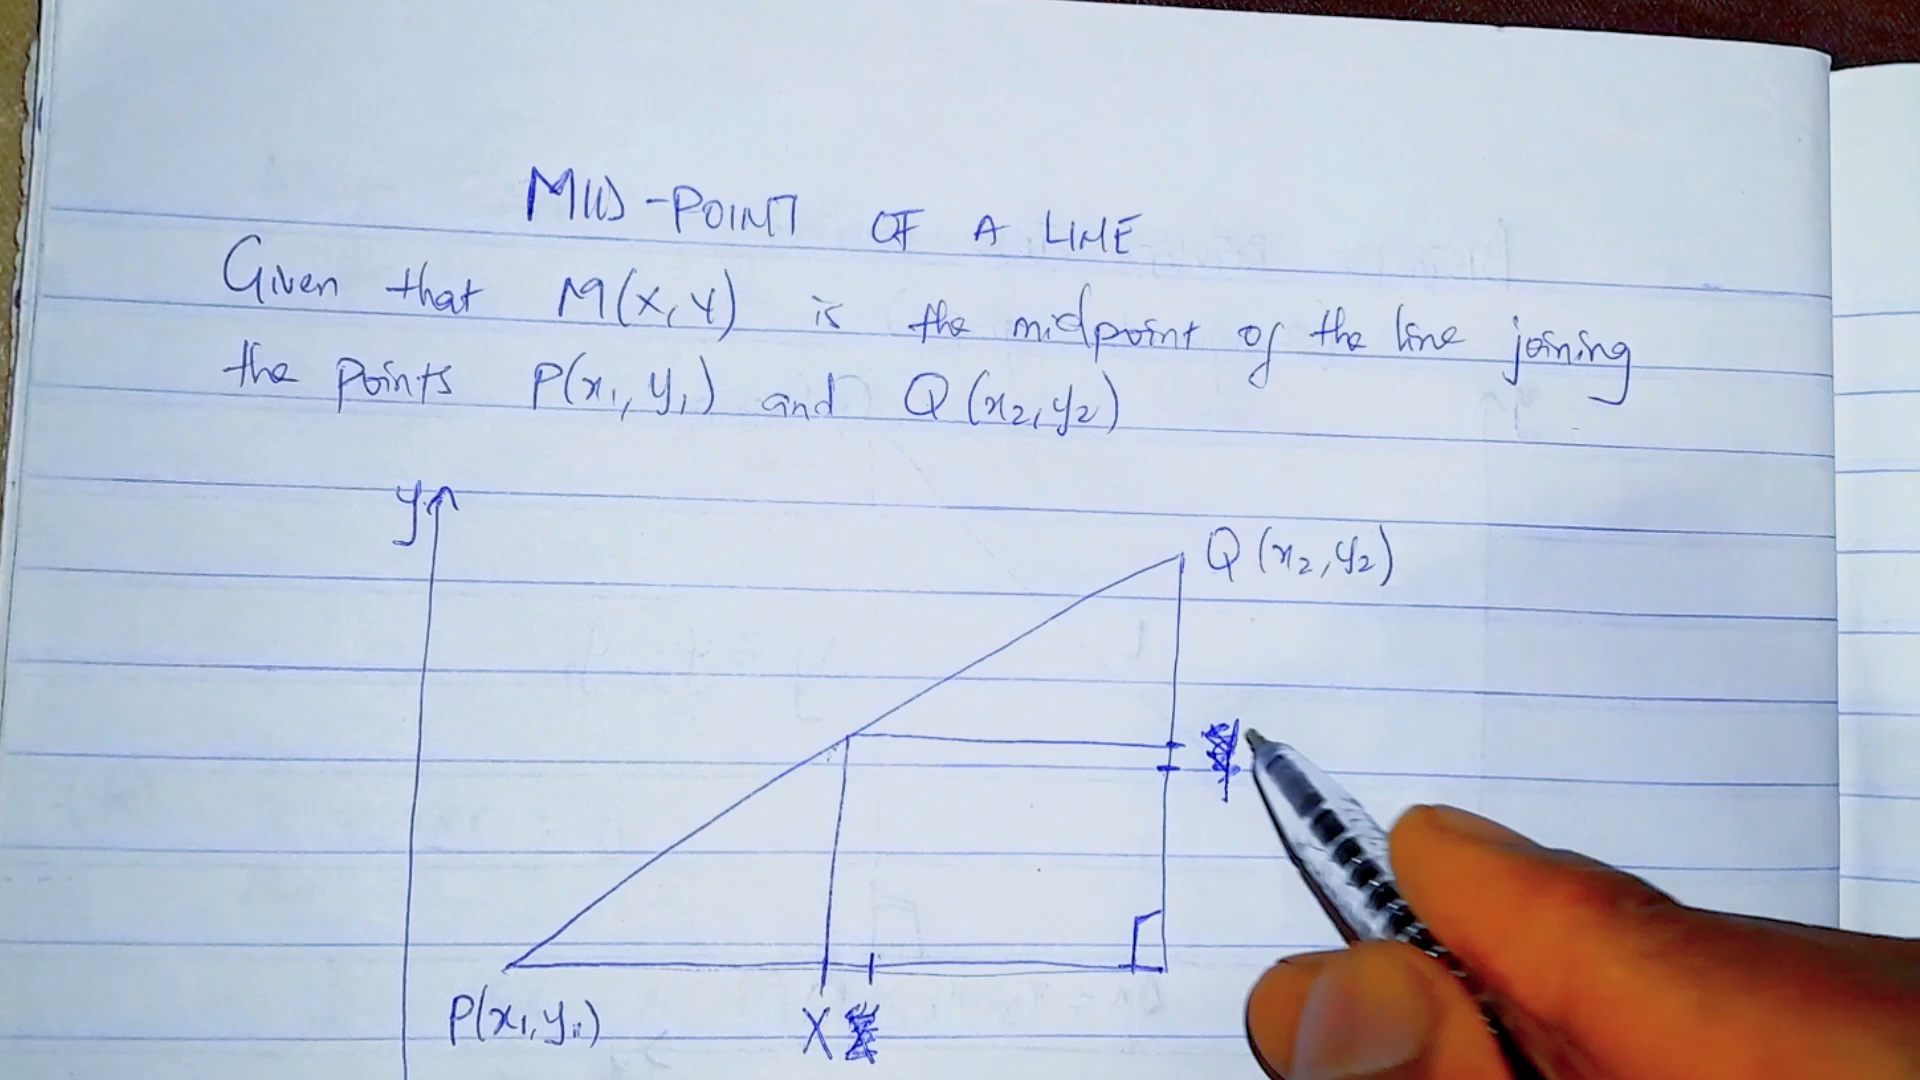 MID-POINT OF A LINE
Given that M(X,Y) is the midpoint of the line joining
the points P(x₁, y₁) and Q(x₂, y₂)
y
Q(x₂, y₂)
P(x₁, y₁)
X